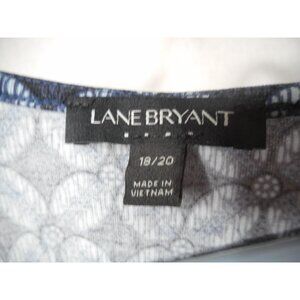 LANE BRYANT
18/20
MADE IN
VIETNAM